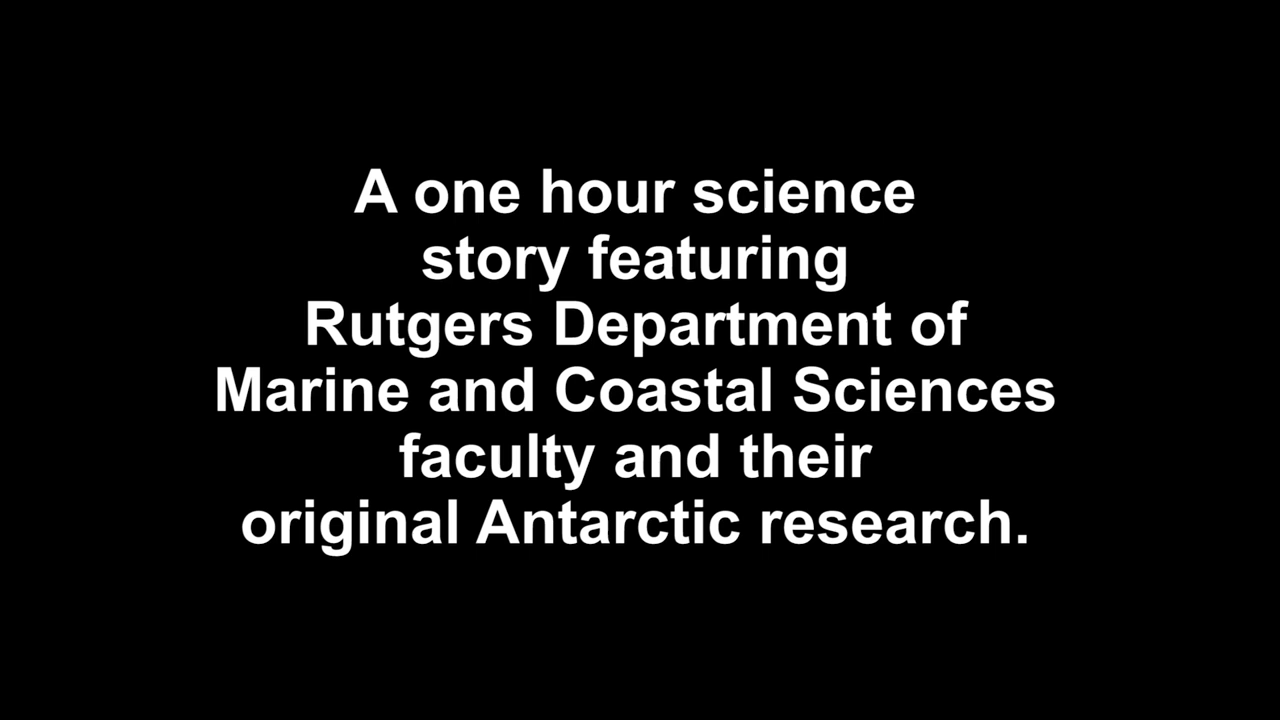 A one hour science
story featuring
Rutgers Department of
Marine and Coastal Sciences
faculty and their
original Antarctic research.